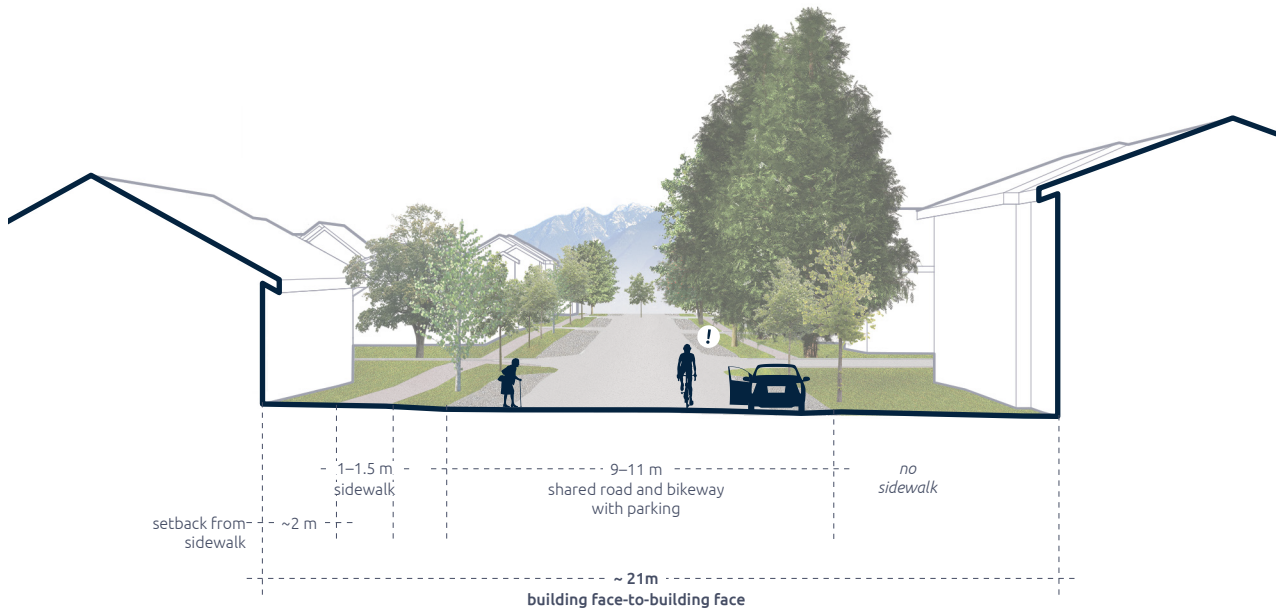 !
1–1.5 m
sidewalk
9–11 m
shared road and bikeway
with parking
no
sidewalk
setback from
sidewalk
~2 m
~ 21m
building face-to-building face